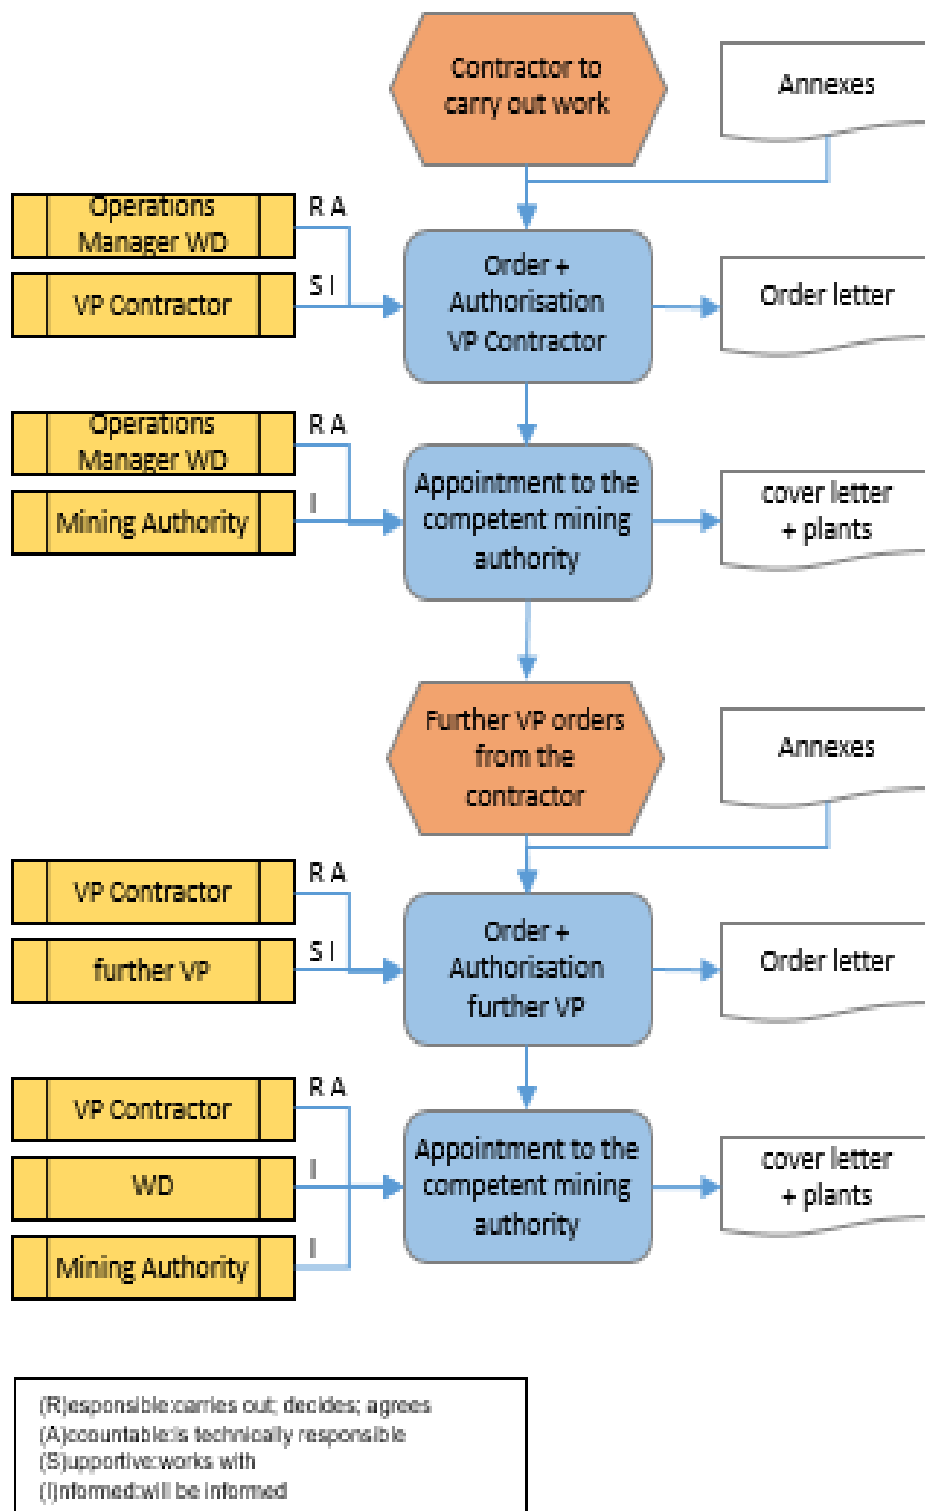 Contractor to
carry out work
Annexes
Operations
Manager WD
R A
VP Contractor
S I
Order +
Authorisation
VP Contractor
Order letter
Operations
Manager WD
R A
Mining Authority
I
Appointment to the
competent mining
authority
cover letter
+ plants
Further VP orders
from the
contractor
Annexes
VP Contractor
R A
further VP
S I
Order +
Authorisation
further VP
Order letter
VP Contractor
R A
WD
I
Mining Authority
I
Appointment to the
competent mining
authority
cover letter
+ plants
(R)esponsible:carries out; decides; agrees
(A)ccountable:is technically responsible
(S)upportive:works with
(I)nformed:will be informed